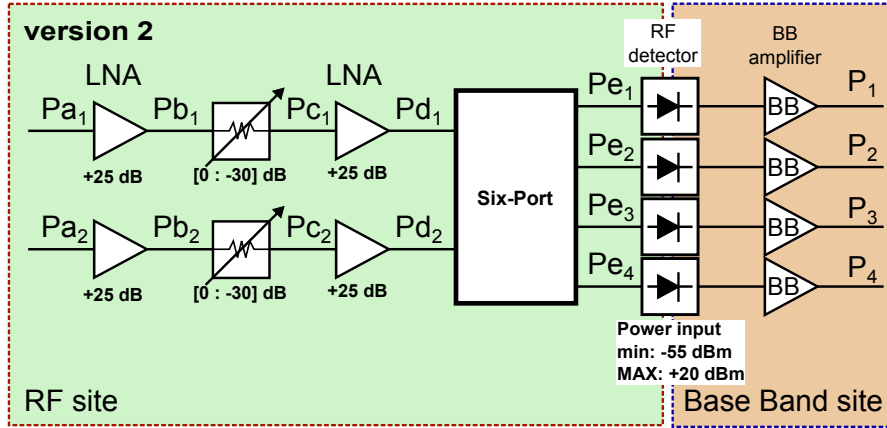 version 2
RF detector
BB amplifier
LNA
LNA
Pa1
Pb1
Pc1
Pd1
Pe1
BB
P1
+25 dB
[0 : -30] dB
+25 dB
Pe2
BB
P2
Six-Port
Pa2
Pb2
Pc2
Pd2
Pe3
BB
P3
+25 dB
[0 : -30] dB
+25 dB
Pe4
BB
P4
Power input
min: -55 dBm
MAX: +20 dBm
RF site
Base Band site